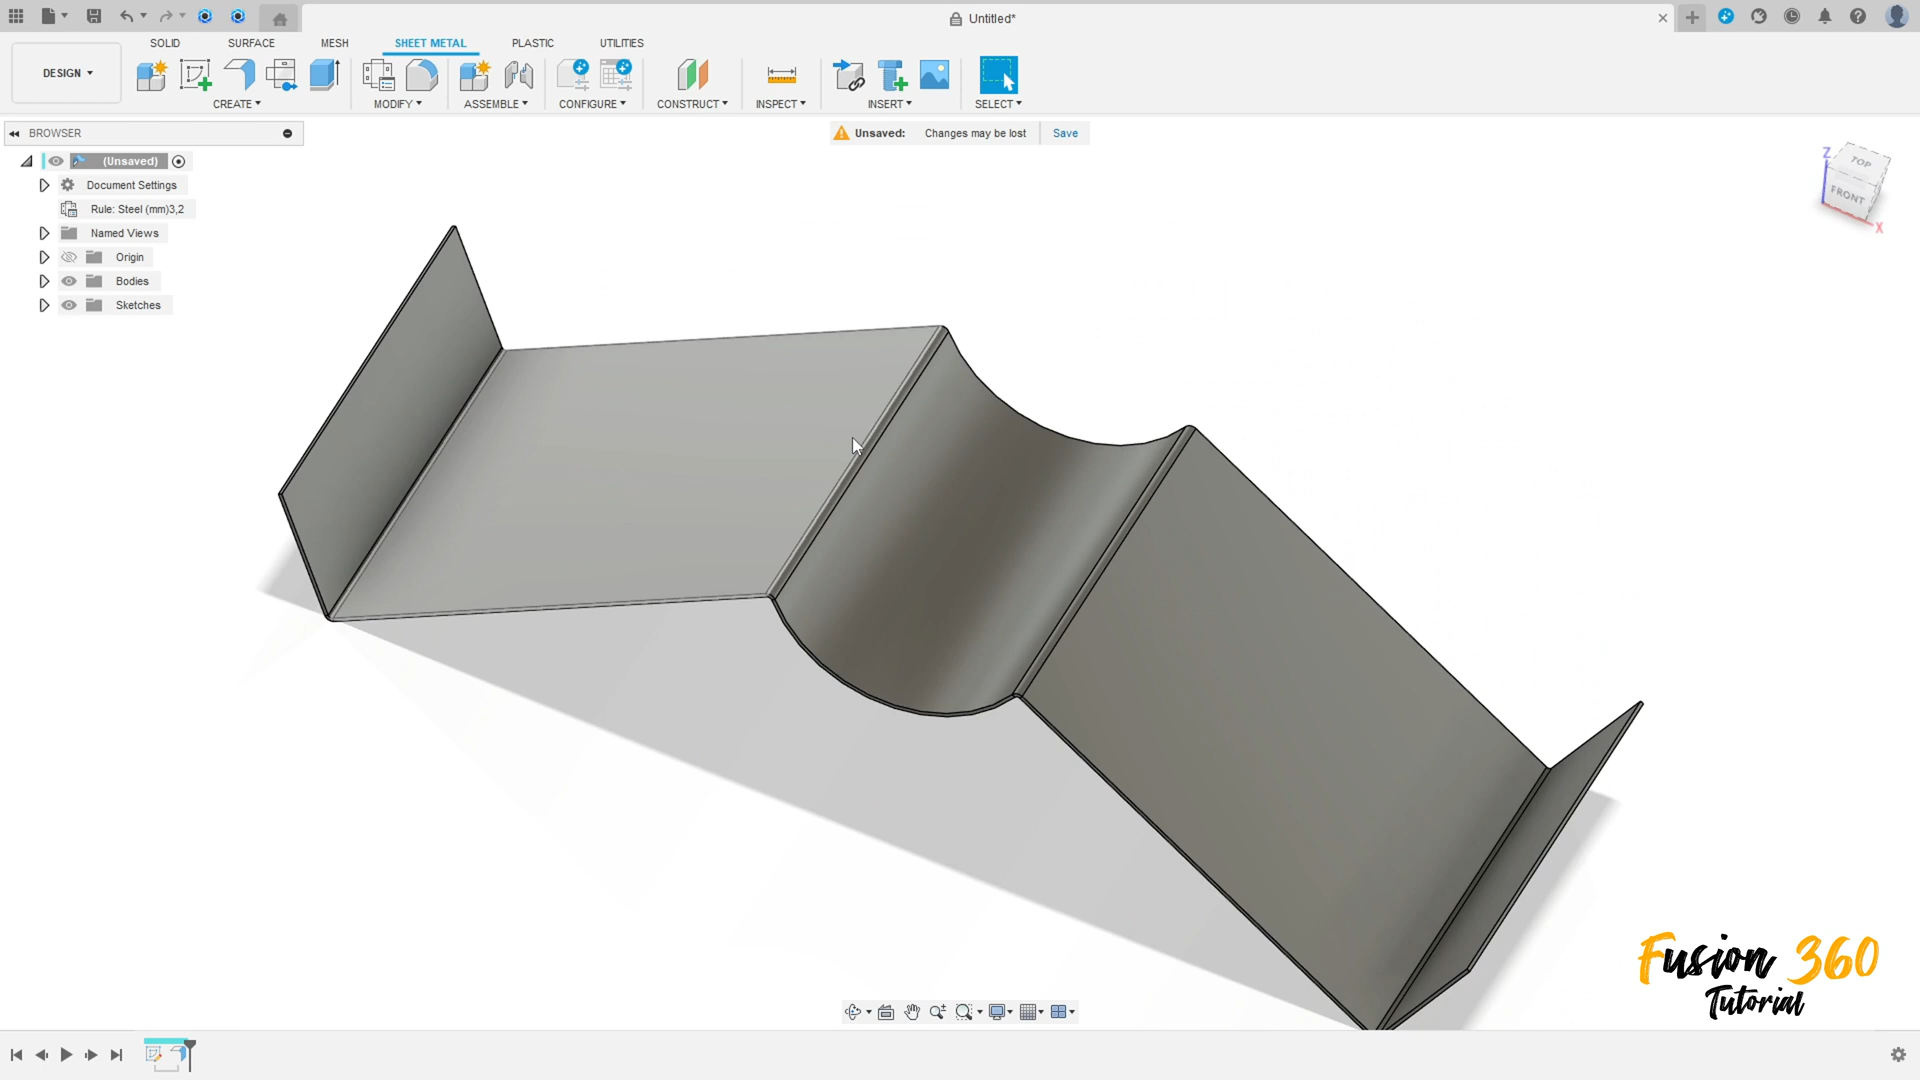 Untitled*
SOLID
SURFACE
MESH
SHEET METAL
PLASTIC
UTILITIES
DESIGN
CREATE
MODIFY
ASSEMBLE
CONFIGURE
CONSTRUCT
INSPECT
INSERT
SELECT
BROWSER
Unsaved: Changes may be lost Save
(Unsaved)
Document Settings
Rule: Steel (mm)3,2
Named Views
Origin
Bodies
Sketches
Z
TOP
FRONT
X
Fusion 360
Tutorial